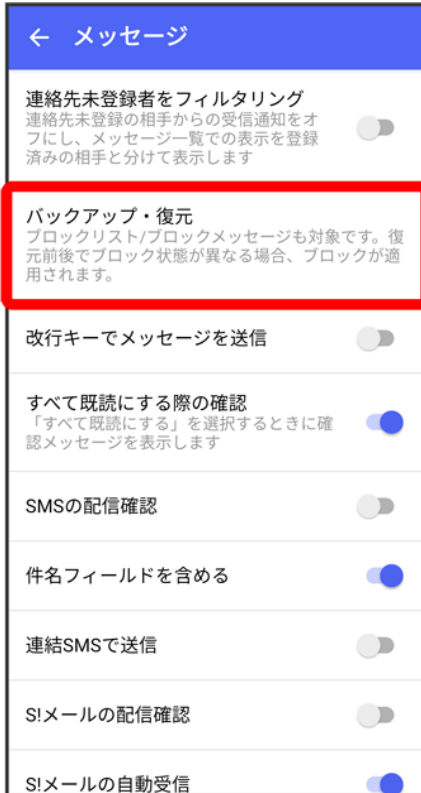 メッセージ
連絡先未登録者をフィルタリング
連絡先未登録の相手からの受信通知をオ
フにし、メッセージ一覧での表示を登録
済みの相手と分けて表示します
バックアップ・復元
ブロックリスト/ブロックメッセージも対象です。復
元前後でブロック状態が異なる場合、ブロックが適
用されます。
改行キーでメッセージを送信
すべて既読にする際の確認
「すべて既読にする」を選択するときに確
認メッセージを表示します
SMSの配信確認
件名フィールドを含める
連結SMSで送信
S!メールの配信確認
S!メールの自動受信